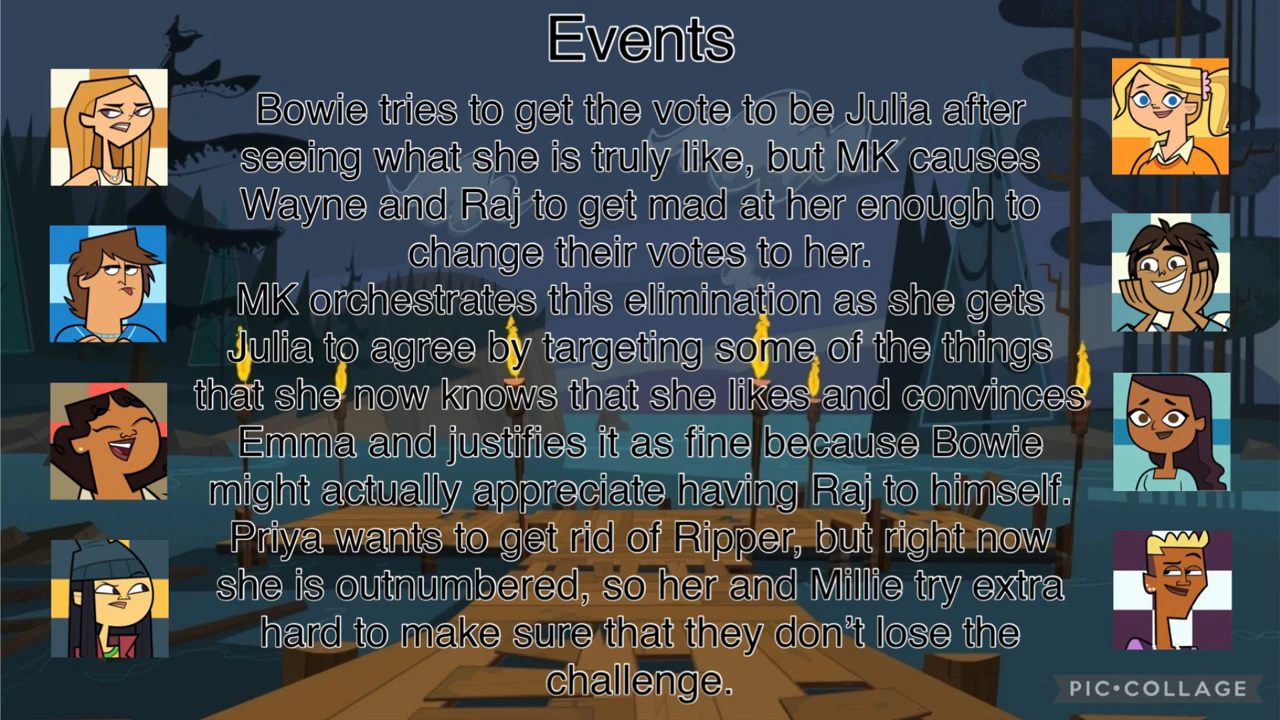 Events
Bowie tries to get the vote to be Julia after
seeing what she is truly like, but MK causes
Wayne and Raj to get mad at her enough to
change their votes to her.
MK orchestrates this elimination as she gets
Julia to agree by targeting some of the things
that she now knows that she likes and convinces
Emma and justifies it as fine because Bowie
might actually appreciate having Raj to himself.
Priya wants to get rid of Ripper, but right now
she is outnumbered, so her and Millie try extra
hard to make sure that they don’t lose the
challenge.
PIC•COLLAGE